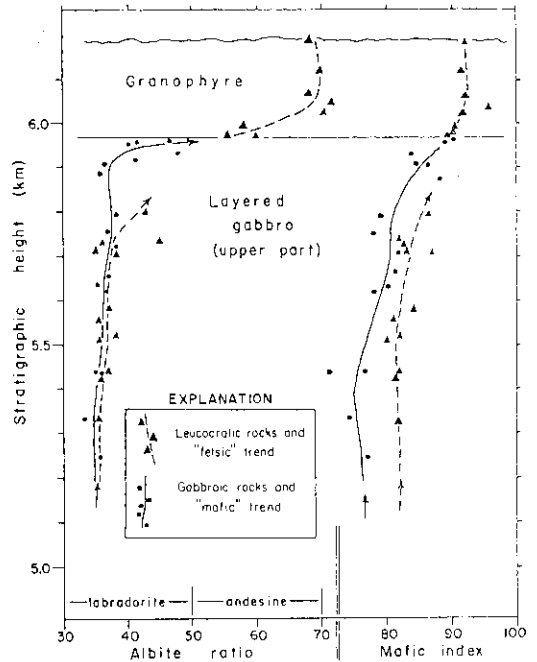 Granophyre
6.0
Layered
gabbro
(upper part)
Stratigraphic height (km)
5.5
EXPLANATION
Leucocratic rocks and
"felsic" trend
Gabbroic rocks and
"mafic" trend
5.0
labradorite
andesine
30 40 50 60 70 80 90 100
Albite ratio
Mafic index